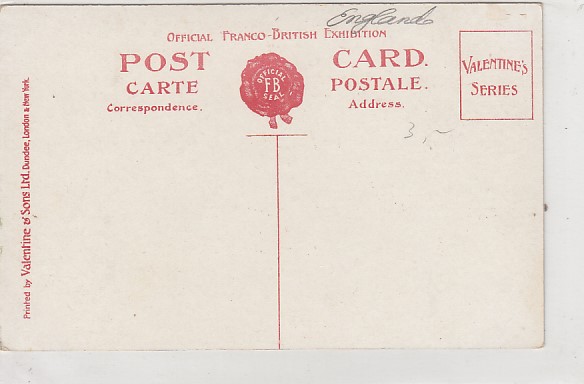 England
OFFICIAL FRANCO-BRITISH EXHIBITION
POST CARD.
CARTE POSTALE.
Correspondence. Address.
OFFICIAL
F.B
SEAL
VALENTINE'S
SERIES
3,-
Printed by Valentine & Sons Ltd. Dundee, London & New York.